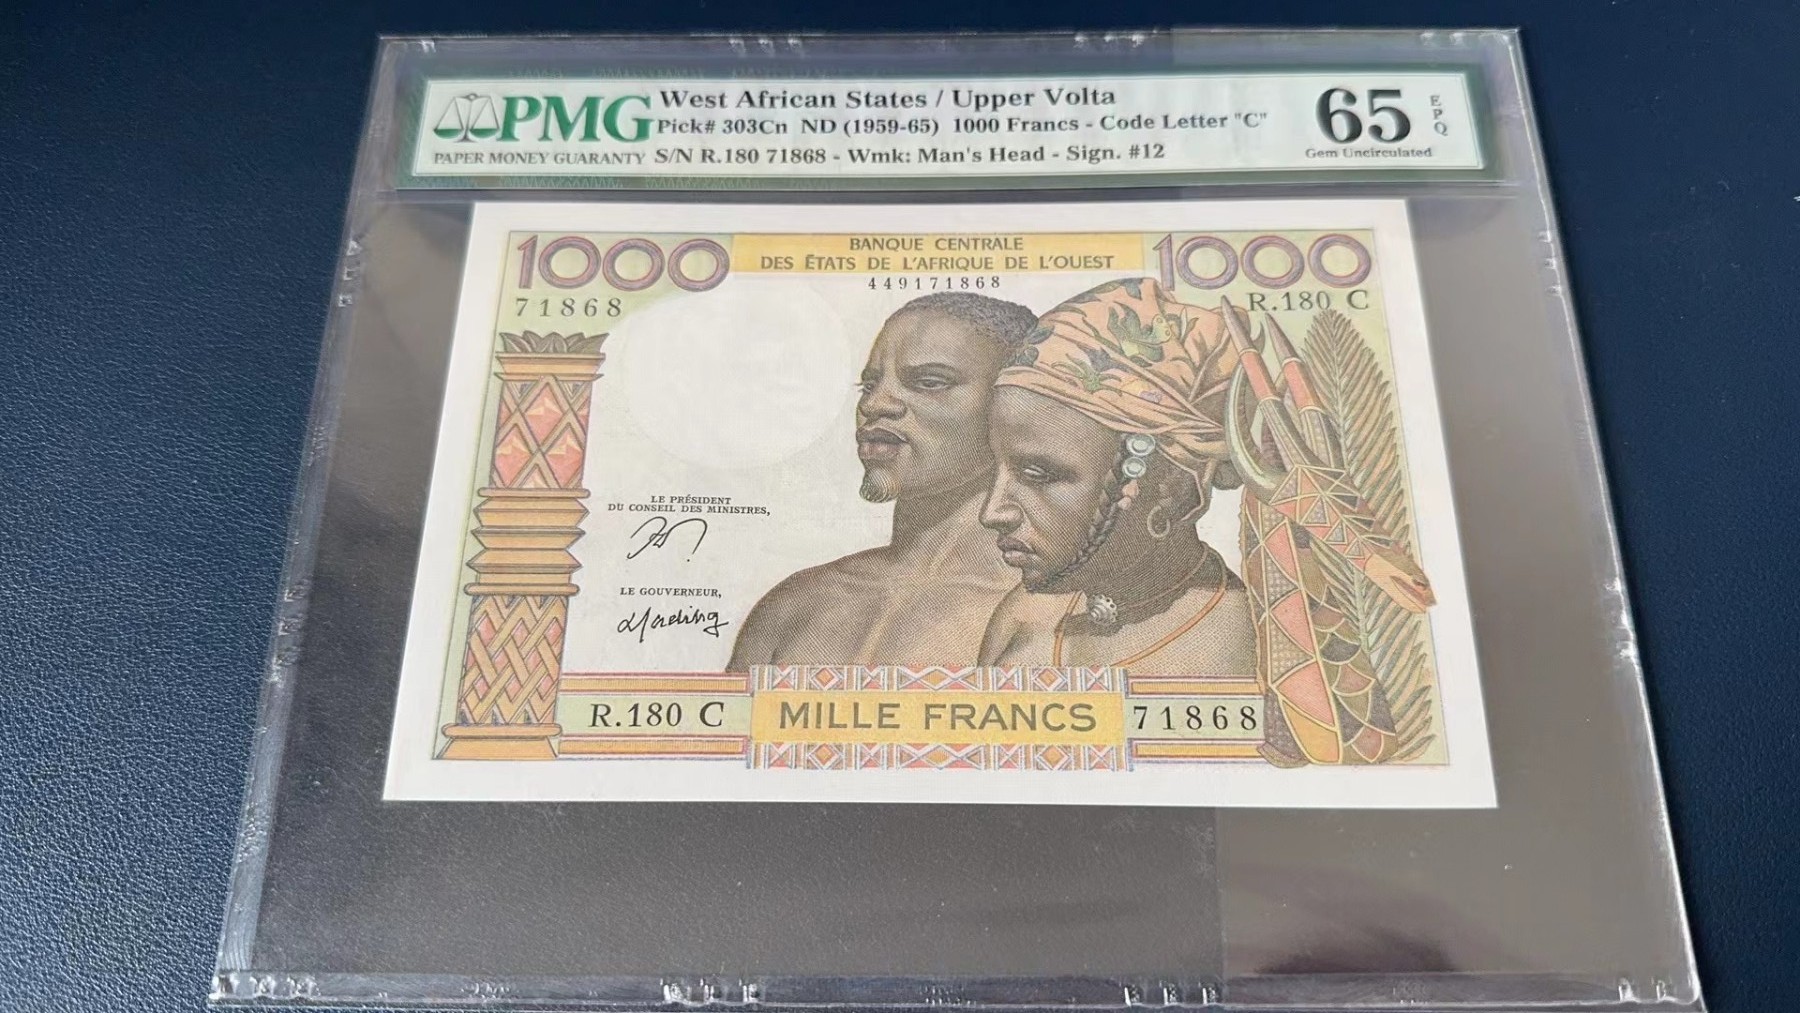 PMG
PAPER MONEY GUARANTY
West African States / Upper Volta
Pick# 303Cn ND (1959-65) 1000 Francs - Code Letter "C"
S/N R.180 71868 - Wmk: Man's Head - Sign. #12
65 EPQ
Gem Uncirculated
1000
BANQUE CENTRALE
DES ÉTATS DE L'AFRIQUE DE L'OUEST
1000
449171868
71868
R.180 C
LE PRÉSIDENT
DU CONSEIL DES MINISTRES,
LE GOUVERNEUR,
R.180 C
MILLE FRANCS
71868